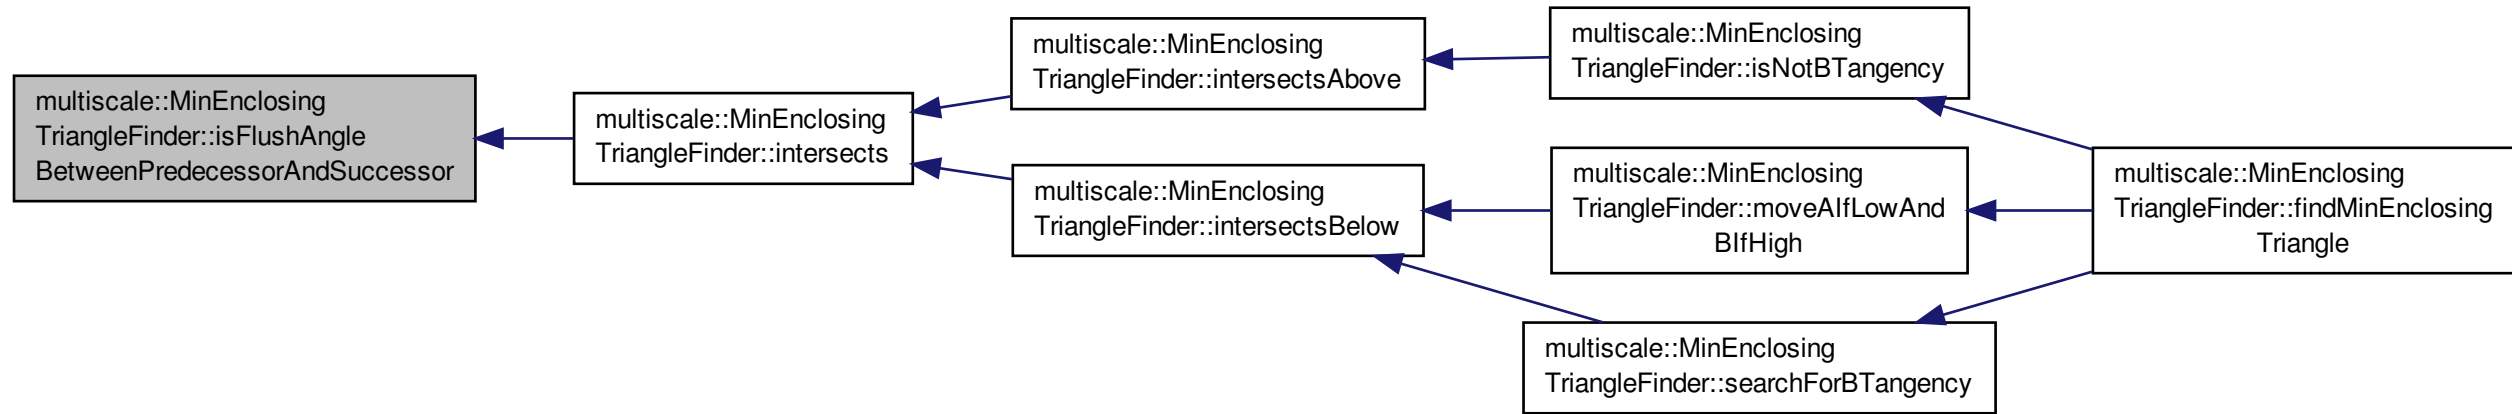 multiscale::MinEnclosing
TriangleFinder::isFlushAngle
BetweenPredecessorAndSuccessor
multiscale::MinEnclosing
TriangleFinder::intersects
multiscale::MinEnclosing
TriangleFinder::intersectsAbove
multiscale::MinEnclosing
TriangleFinder::intersectsBelow
multiscale::MinEnclosing
TriangleFinder::isNotBTangency
multiscale::MinEnclosing
TriangleFinder::moveAIfLowAnd
BIfHigh
multiscale::MinEnclosing
TriangleFinder::searchForBTangency
multiscale::MinEnclosing
TriangleFinder::findMinEnclosing
Triangle